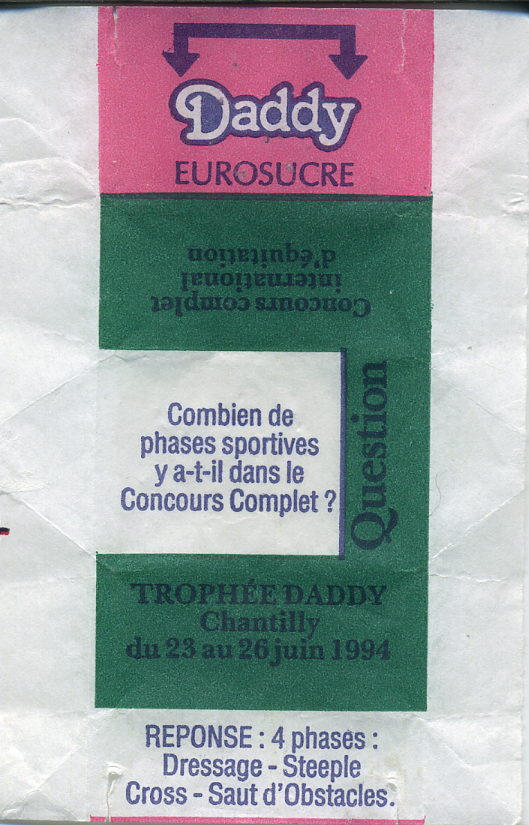 Daddy
EUROSUCRE
Concours complet
international
d'équitation
Question
Combien de
phases sportives
y a-t-il dans le
Concours Complet ?
TROPHÉE DADDY
Chantilly
du 23 au 26 juin 1994
REPONSE : 4 phases :
Dressage - Steeple
Cross - Saut d'Obstacles.